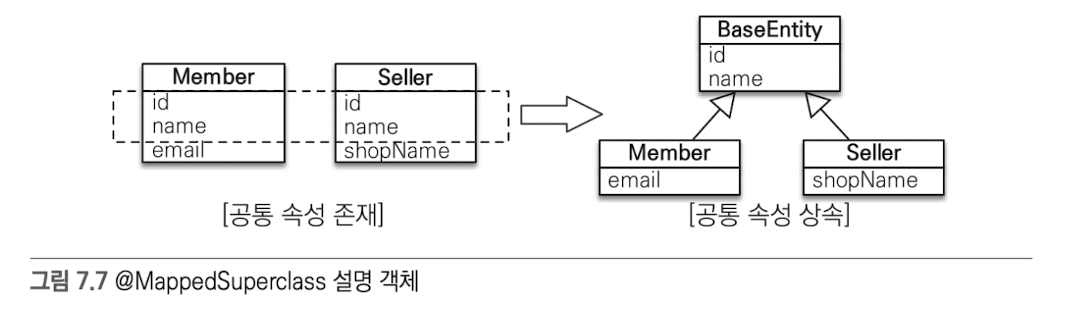 Member
id
name
email
Seller
id
name
shopName
[공통 속성 존재]
BaseEntity
id
name
Member
email
Seller
shopName
[공통 속성 상속]
그림 7.7 @MappedSuperclass 설명 객체